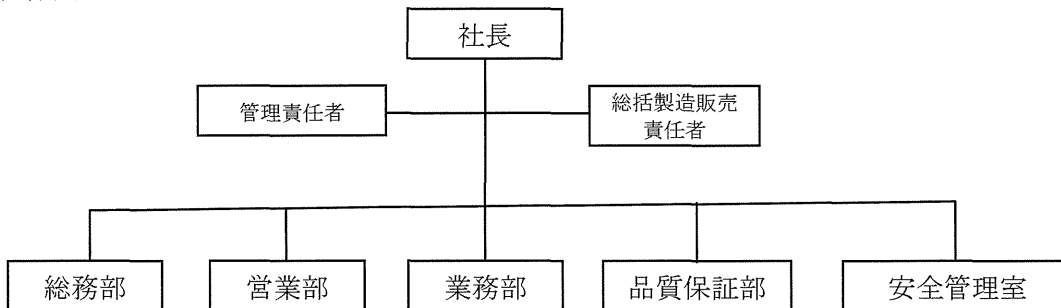 社長
管理責任者
総括製造販売
責任者
総務部
営業部
業務部
品質保証部
安全管理室